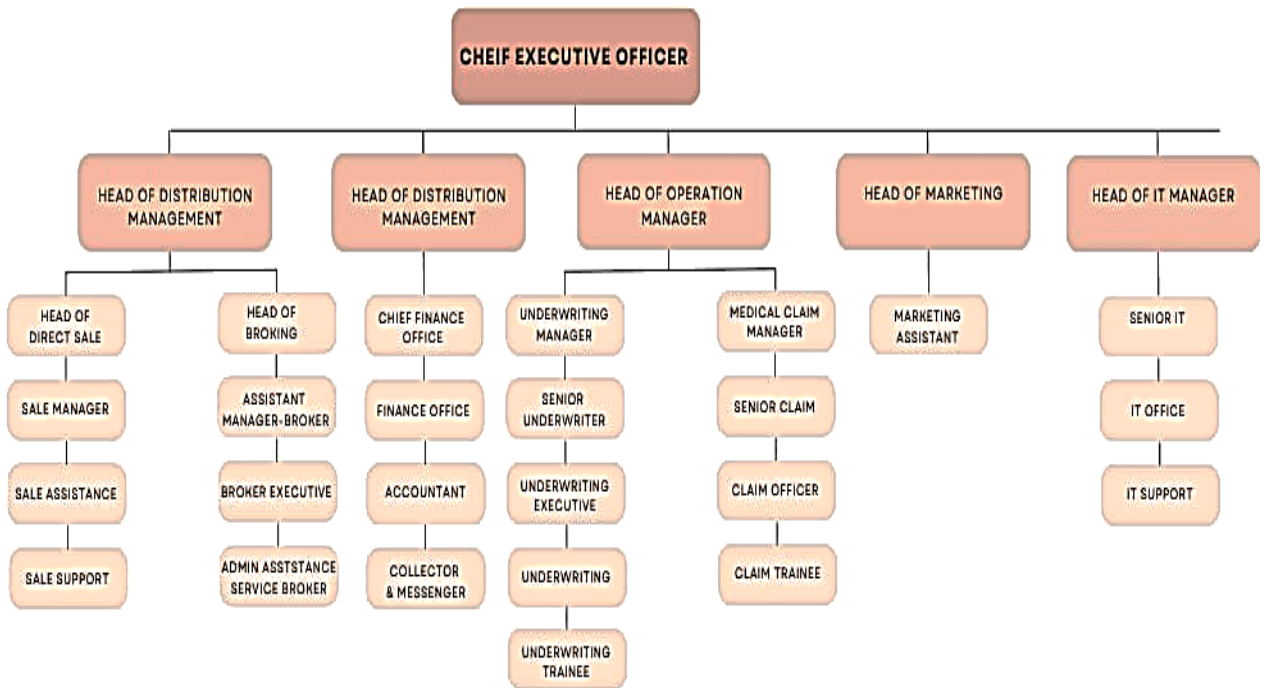 CHEIF EXECUTIVE OFFICER
HEAD OF DISTRIBUTION
MANAGEMENT
HEAD OF DISTRIBUTION
MANAGEMENT
HEAD OF OPERATION
MANAGER
HEAD OF MARKETING
HEAD OF IT MANAGER
HEAD OF
DIRECT SALE
HEAD OF
BROKING
CHIEF FINANCE
OFFICE
UNDERWRITING
MANAGER
MEDICAL CLAIM
MANAGER
MARKETING
ASSISTANT
SENIOR IT
SALE MANAGER
ASSISTANT
MANAGER-BROKER
FINANCE OFFICE
SENIOR
UNDERWRITER
SENIOR CLAIM
IT OFFICE
SALE ASSISTANCE
BROKER EXECUTIVE
ACCOUNTANT
UNDERWRITING
EXECUTIVE
CLAIM OFFICER
IT SUPPORT
SALE SUPPORT
ADMIN ASSTSTANCE
SERVICE BROKER
COLLECTOR
& MESSENGER
UNDERWRITING
CLAIM TRAINEE
UNDERWRITING
TRAINEE